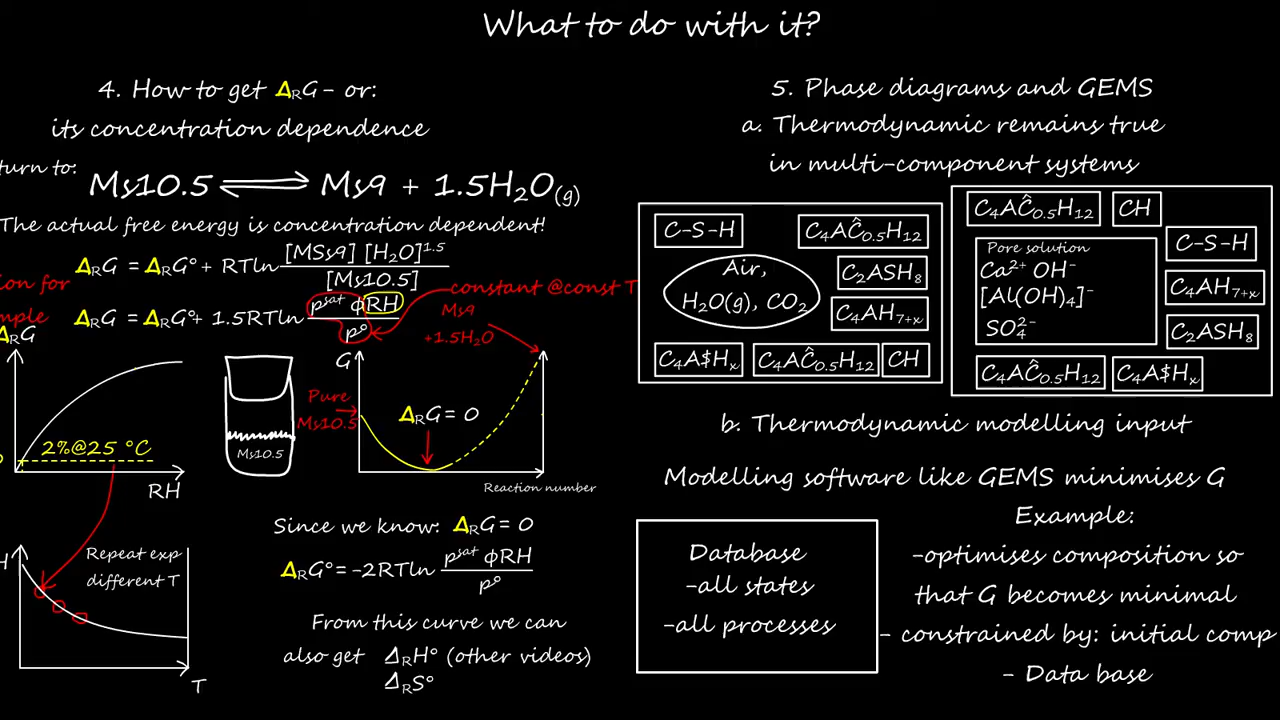 What to do with it?
4. How to get ΔRG - or:
its concentration dependence
turn to:
Ms10.5 ⇌ Ms9 + 1.5H2O(g)
The actual free energy is concentration dependent!
ΔRG = ΔRG° + RTln [MSs9] [H2O]^1.5 / [Ms10.5]
ion for
mple
ΔRG = ΔRG°+ 1.5RTln p^sat ϕRH / p°
constant @const T
ΔRG
2%@25 °C
RH
Ms10.5
G
Ms9
+1.5H2O
Pure
Ms10.5
ΔRG = 0
Reaction number
H
Repeat exp
different T
T
Since we know: ΔRG = 0
ΔRG° = -2RTln p^sat ϕRH / p°
From this curve we can
also get ΔRH° (other videos)
ΔRS°
5. Phase diagrams and GEMS
a. Thermodynamic remains true
in multi-component systems
C-S-H
C4AĈ0.5H12
Air,
H2O(g), CO2
C2ASH8
C4AH7+x
C4A$Hx
C4AĈ0.5H12
CH
C4AĈ0.5H12
CH
Pore solution
Ca2+ OH-
[Al(OH)4]-
SO4 2-
C-S-H
C4AH7+x
C2ASH8
C4AĈ0.5H12
C4A$Hx
b. Thermodynamic modelling input
Modelling software like GEMS minimises G
Database
-all states
-all processes
Example:
-optimises composition so
that G becomes minimal
- constrained by: initial comp
- Data base